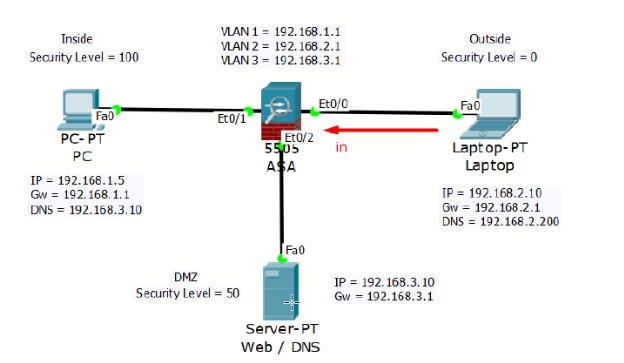 Inside
Security Level = 100
VLAN 1 = 192.168.1.1
VLAN 2 = 192.168.2.1
VLAN 3 = 192.168.3.1
Outside
Security Level = 0
Fa0
Et0/1
Et0/0
Fa0
PC-PT
PC
Et0/2
5505
ASA
in
Laptop-PT
Laptop
IP = 192.168.1.5
Gw = 192.168.1.1
DNS = 192.168.3.10
IP = 192.168.2.10
Gw = 192.168.2.1
DNS = 192.168.2.200
Fa0
DMZ
Security Level = 50
IP = 192.168.3.10
Gw = 192.168.3.1
Server-PT
Web / DNS